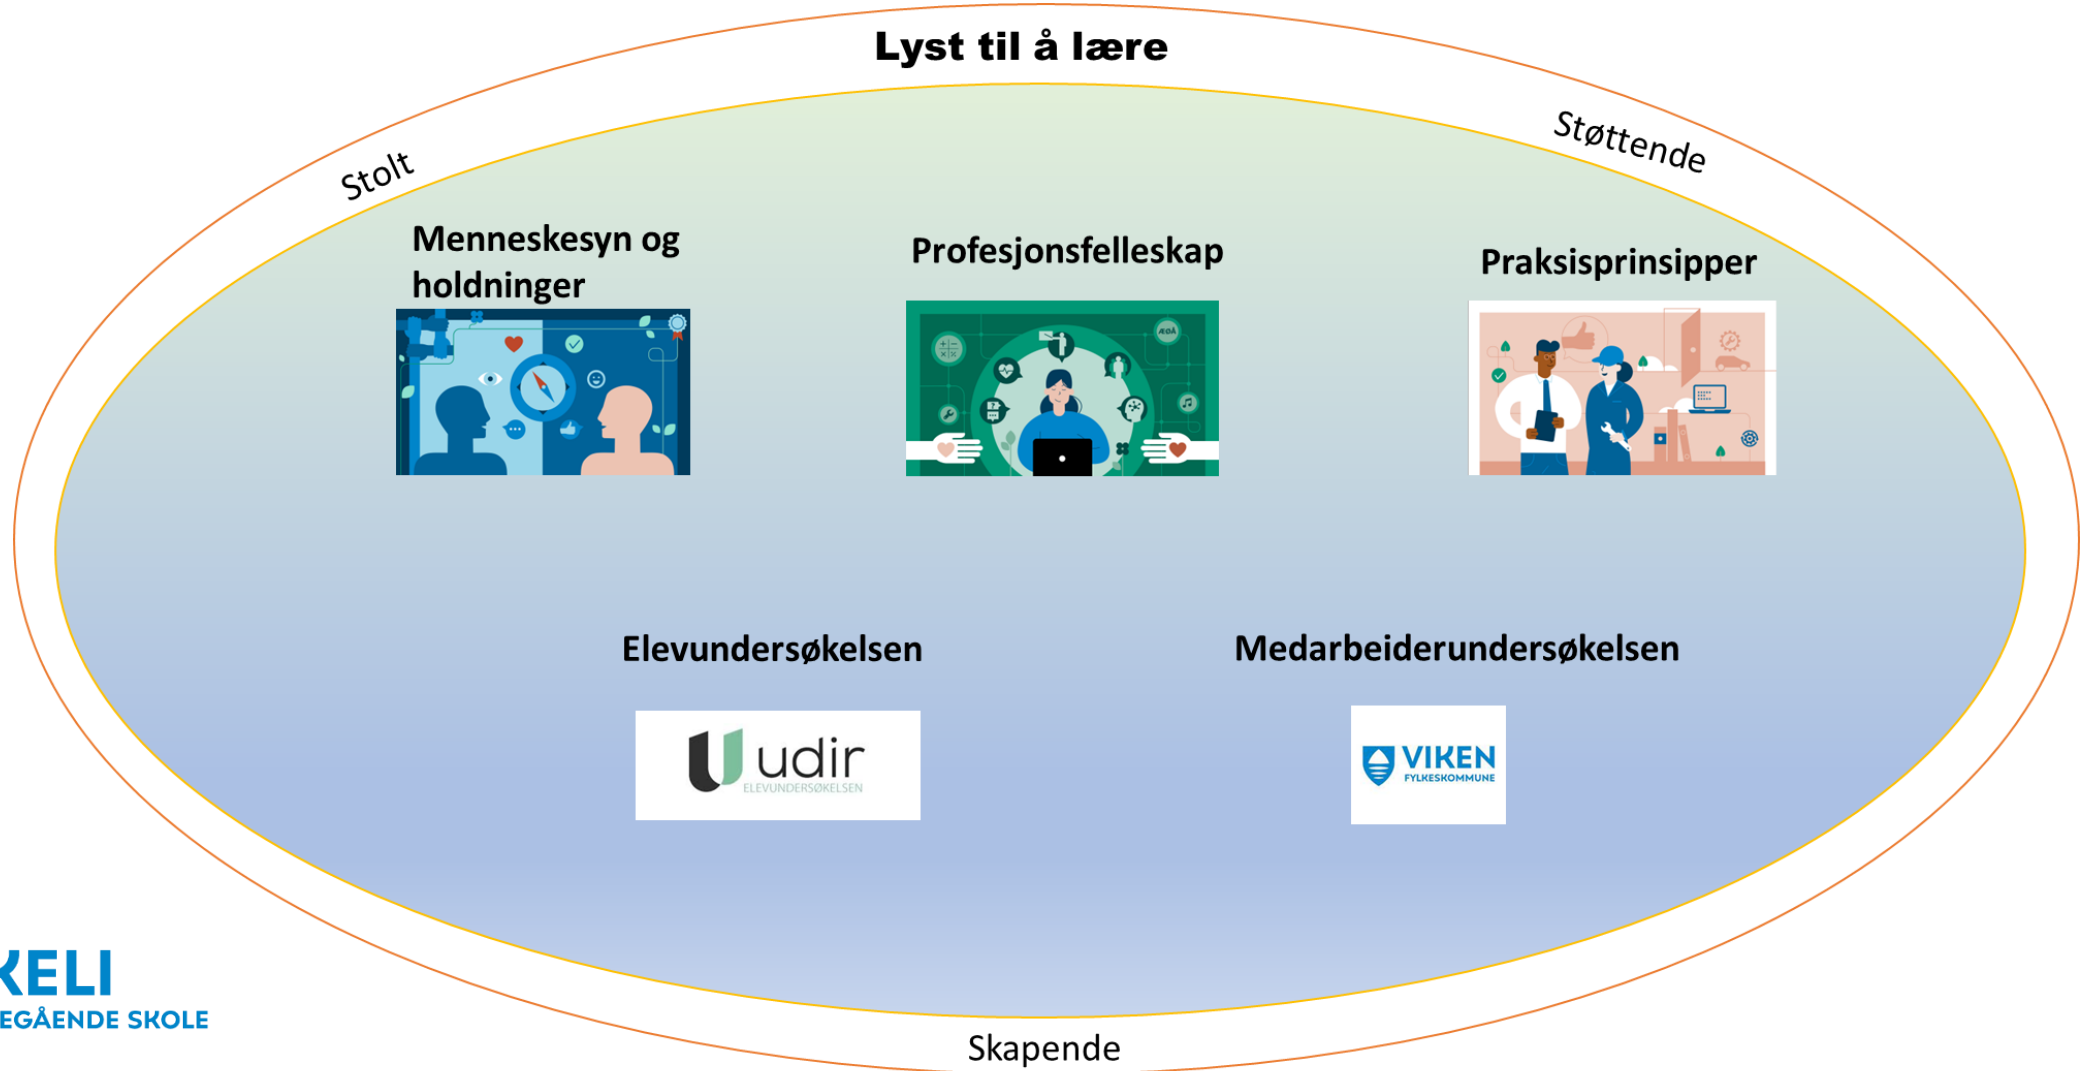 Lyst til å lære
Stolt
Støttende
Menneskesyn og
holdninger
Profesjonsfelleskap
Praksisprinsipper
ÆØÅ
Elevundersøkelsen
Medarbeiderundersøkelsen
udir
ELEVUNDERSØKELSEN
VIKEN
FYLKESKOMMUNE
KELI
EGÅENDE SKOLE
Skapende